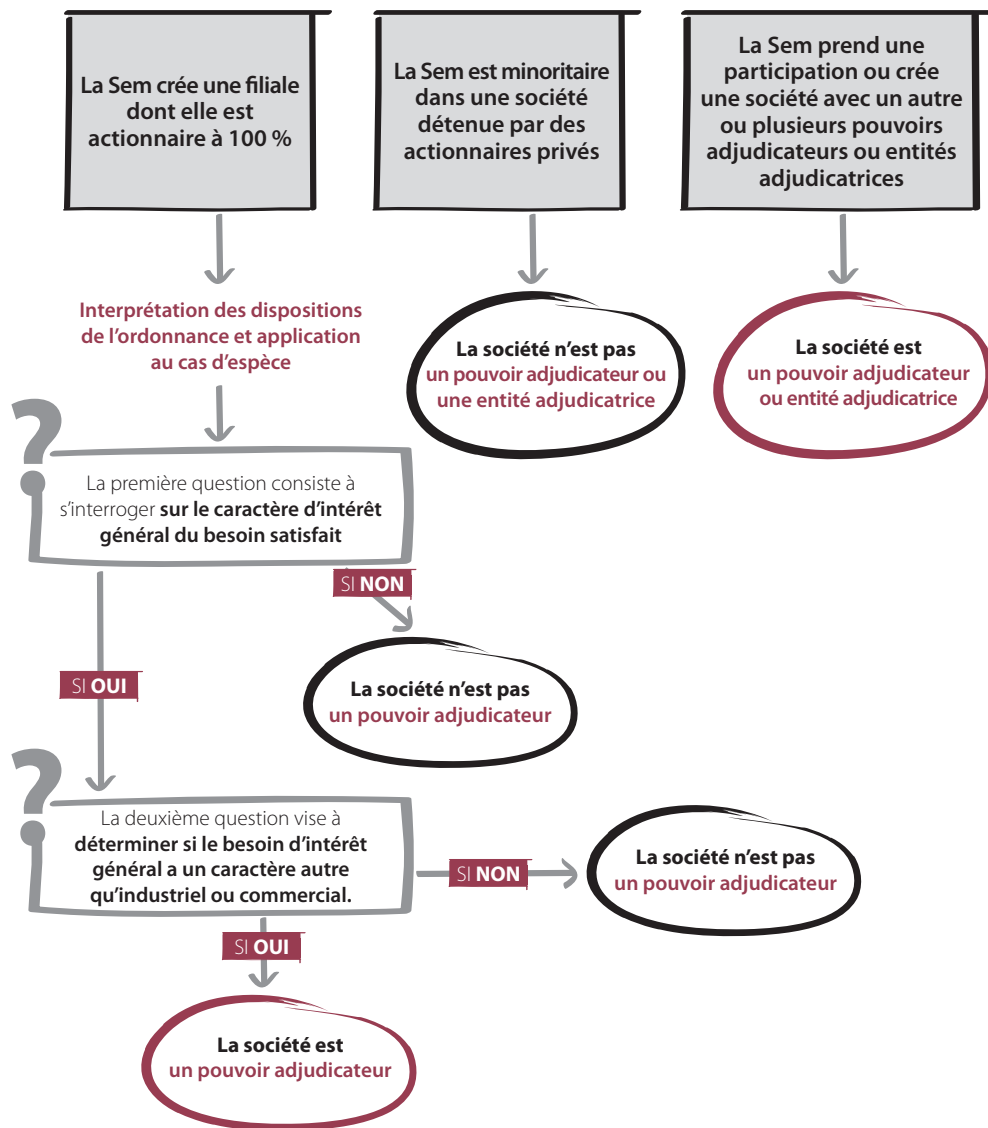 La Sem crée une filiale
dont elle est
actionnaire à 100 %
La Sem est minoritaire
dans une société
détenue par des
actionnaires privés
La Sem prend une
participation ou crée
une société avec un autre
ou plusieurs pouvoirs
adjudicateurs ou entités
adjudicatrices
Interprétation des dispositions
de l'ordonnance et application
au cas d'espèce
La société n'est pas
un pouvoir adjudicateur ou
une entité adjudicatrice
La société est
un pouvoir adjudicateur
ou entité adjudicatrice
?
La première question consiste à
s'interroger sur le caractère d'intérêt
général du besoin satisfait
SI NON
SI OUI
La société n'est pas
un pouvoir adjudicateur
?
La deuxième question vise à
déterminer si le besoin d'intérêt
général a un caractère autre
qu'industriel ou commercial.
SI NON
La société n'est pas
un pouvoir adjudicateur
SI OUI
La société est
un pouvoir adjudicateur